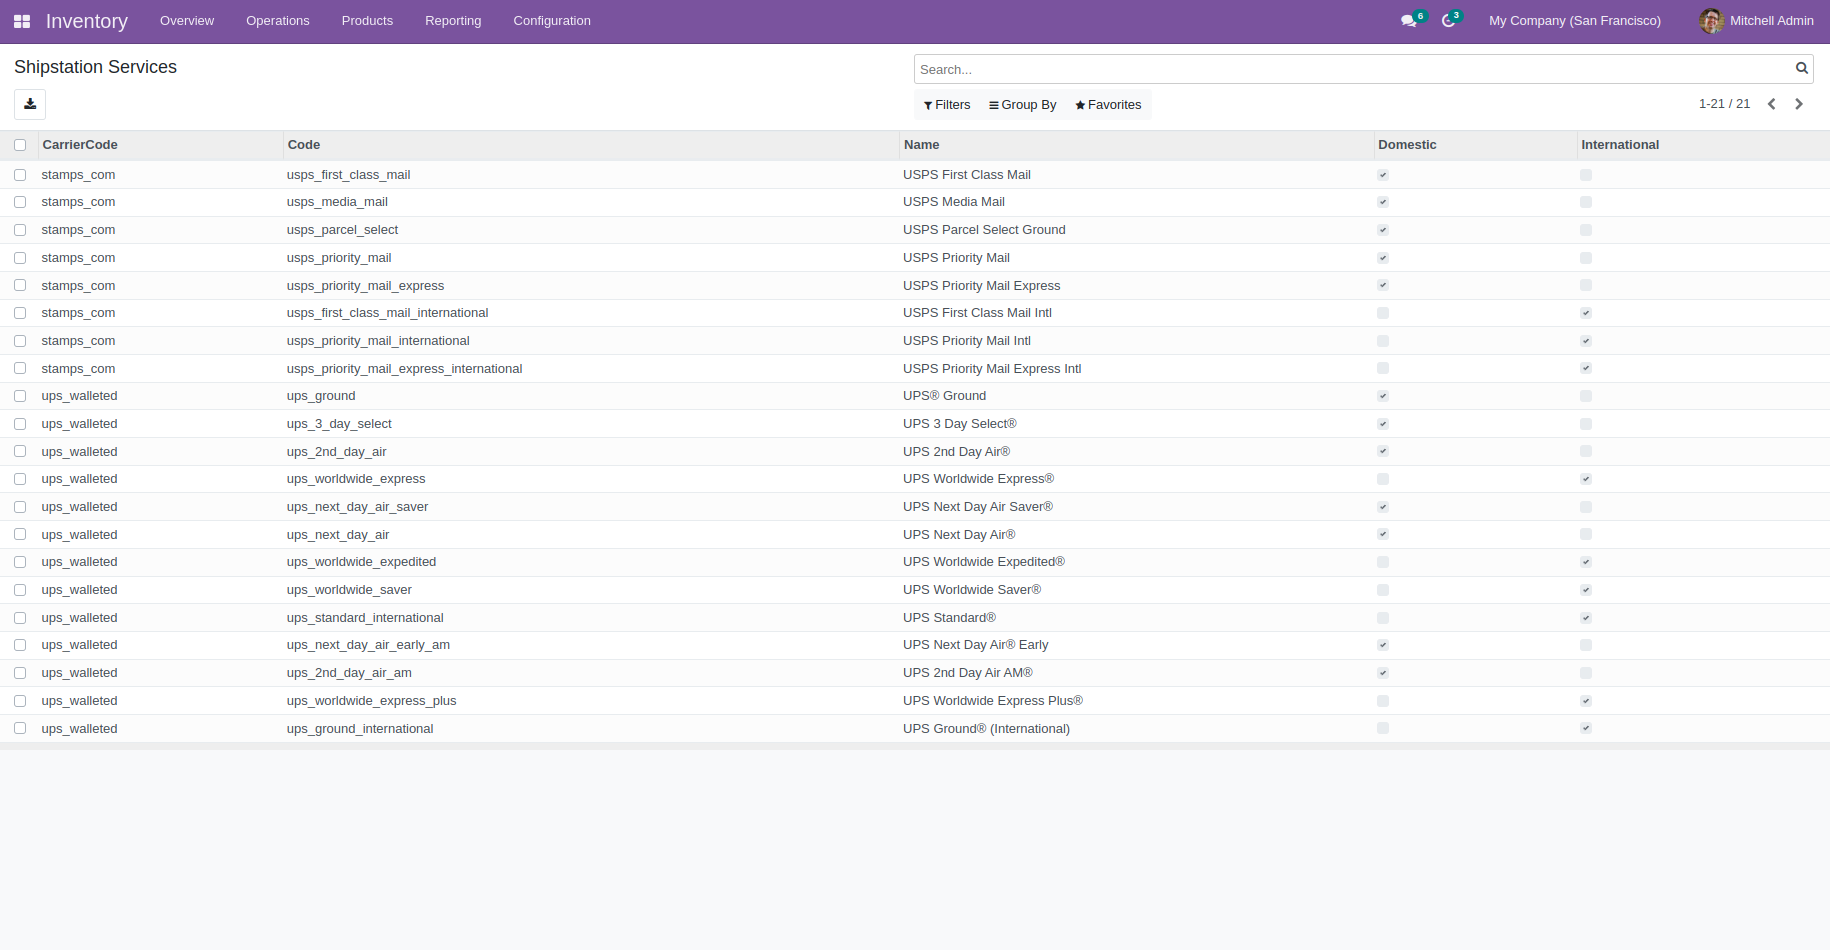 Inventory Overview Operations Products Reporting Configuration 6 3 My Company (San Francisco) Mitchell Admin
Shipstation Services
Search...
Filters Group By Favorites 1-21 / 21
CarrierCode Code Name Domestic International
stamps_com usps_first_class_mail USPS First Class Mail
stamps_com usps_media_mail USPS Media Mail
stamps_com usps_parcel_select USPS Parcel Select Ground
stamps_com usps_priority_mail USPS Priority Mail
stamps_com usps_priority_mail_express USPS Priority Mail Express
stamps_com usps_first_class_mail_international USPS First Class Mail Intl
stamps_com usps_priority_mail_international USPS Priority Mail Intl
stamps_com usps_priority_mail_express_international USPS Priority Mail Express Intl
ups_walleted ups_ground UPS® Ground
ups_walleted ups_3_day_select UPS 3 Day Select®
ups_walleted ups_2nd_day_air UPS 2nd Day Air®
ups_walleted ups_worldwide_express UPS Worldwide Express®
ups_walleted ups_next_day_air_saver UPS Next Day Air Saver®
ups_walleted ups_next_day_air UPS Next Day Air®
ups_walleted ups_worldwide_expedited UPS Worldwide Expedited®
ups_walleted ups_worldwide_saver UPS Worldwide Saver®
ups_walleted ups_standard_international UPS Standard®
ups_walleted ups_next_day_air_early_am UPS Next Day Air® Early
ups_walleted ups_2nd_day_air_am UPS 2nd Day Air AM®
ups_walleted ups_worldwide_express_plus UPS Worldwide Express Plus®
ups_walleted ups_ground_international UPS Ground® (International)